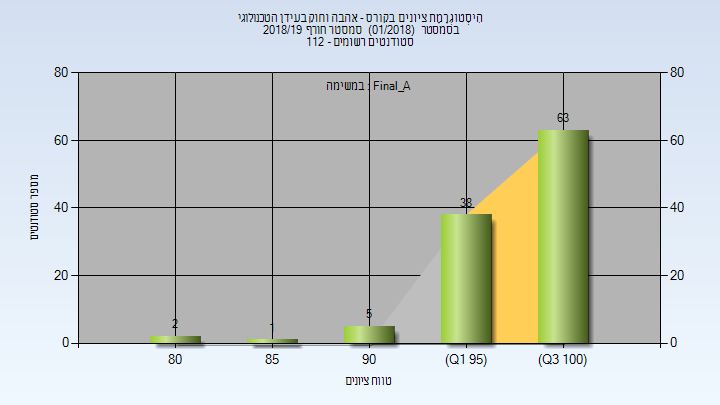 היסטוגרמת ציונים בקורס - אהבה וחוק בעידן הטכנולוגי
בסמסטר (01/2018) סמסטר חורף 2018/19
סטודנטים רשומים - 112
במשימה : Final_A
80 80
60 60
40 40
20 20
0 0
מספר סטודנטים
2 1 5 38 63
80 85 90 (Q1 95) (Q3 100)
טווח ציונים